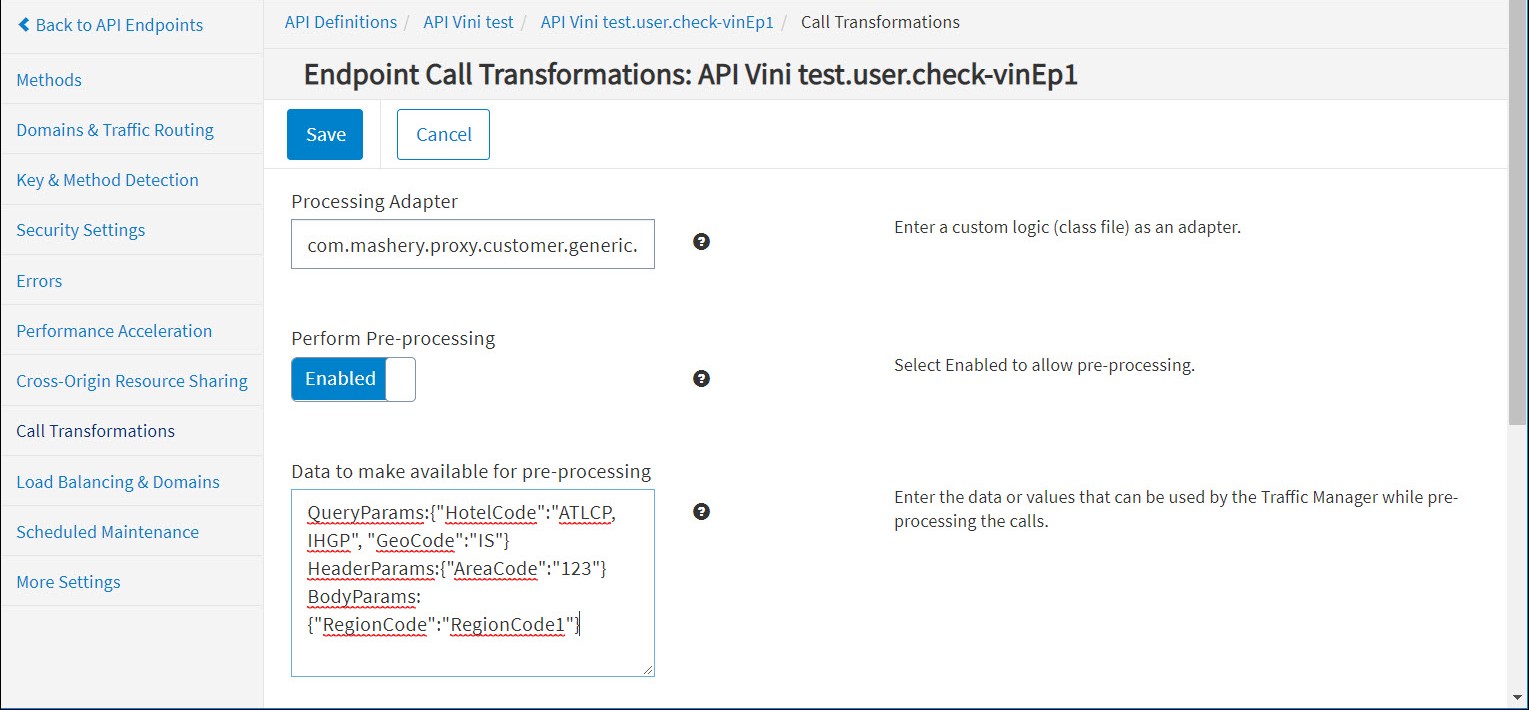 Back to API Endpoints
API Definitions / API Vini test / API Vini test.user.check-vinEp1 / Call Transformations
Methods
Domains & Traffic Routing
Key & Method Detection
Security Settings
Errors
Performance Acceleration
Cross-Origin Resource Sharing
Call Transformations
Load Balancing & Domains
Scheduled Maintenance
More Settings
Endpoint Call Transformations: API Vini test.user.check-vinEp1
Save
Cancel
Processing Adapter
com.mashery.proxy.customer.generic.
?
Enter a custom logic (class file) as an adapter.
Perform Pre-processing
Enabled
?
Select Enabled to allow pre-processing.
Data to make available for pre-processing
QueryParams:{"HotelCode":"ATLCP,
IHGP", "GeoCode":"IS"}
HeaderParams:{"AreaCode":"123"}
BodyParams:
{"RegionCode":"RegionCode1"}
?
Enter the data or values that can be used by the Traffic Manager while pre-
processing the calls.